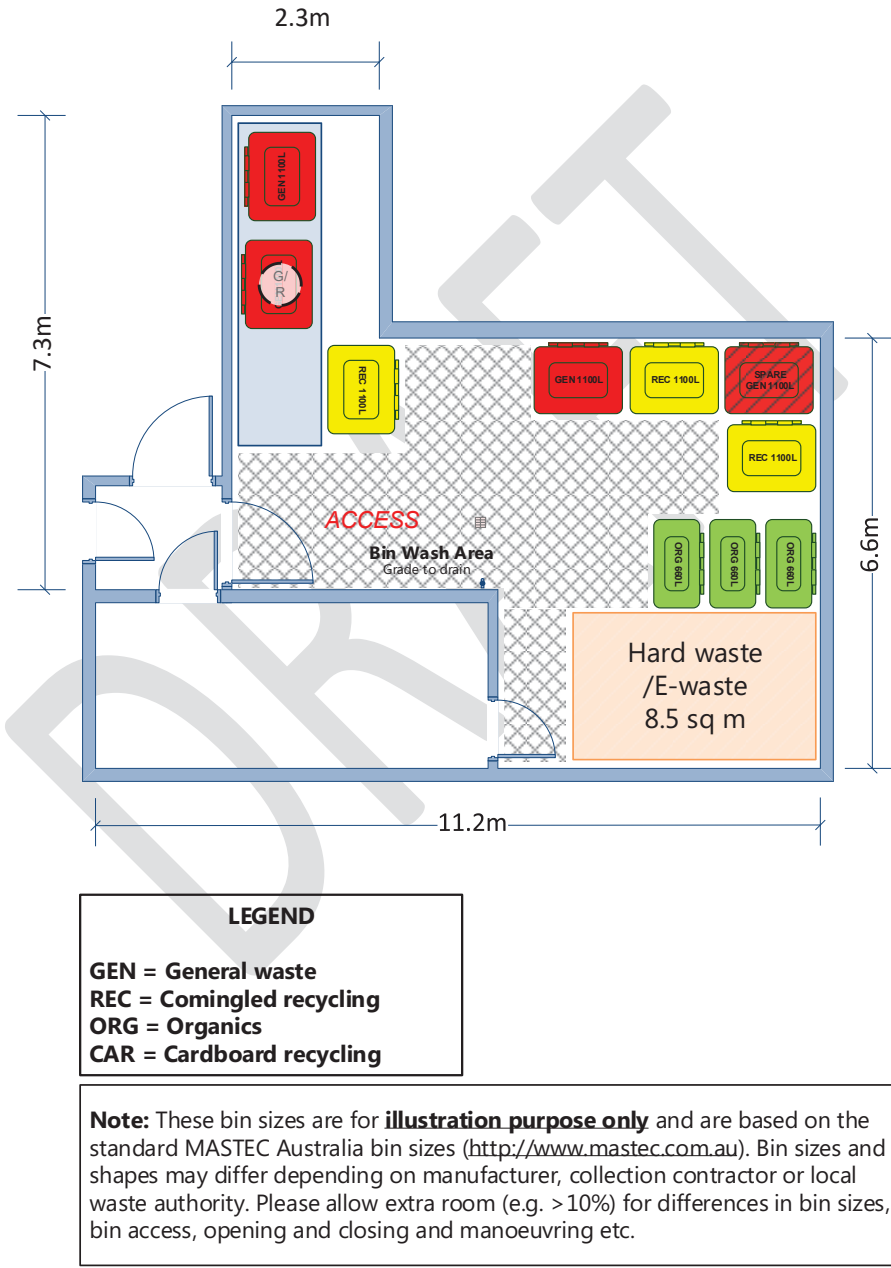 2.3m
7.3m
GEN 1100L
G/
R
REC 1100L
GEN 1100L
REC 1100L
SPARE
GEN 1100L
REC 1100L
ACCESS
Bin Wash Area
Grade to drain
ORG 660L
ORG 660L
ORG 660L
6.6m
Hard waste
/E-waste
8.5 sq m
11.2m
DRAFT
LEGEND
GEN = General waste
REC = Comingled recycling
ORG = Organics
CAR = Cardboard recycling
Note: These bin sizes are for illustration purpose only and are based on the
standard MASTEC Australia bin sizes (http://www.mastec.com.au). Bin sizes and
shapes may differ depending on manufacturer, collection contractor or local
waste authority. Please allow extra room (e.g. >10%) for differences in bin sizes,
bin access, opening and closing and manoeuvring etc.